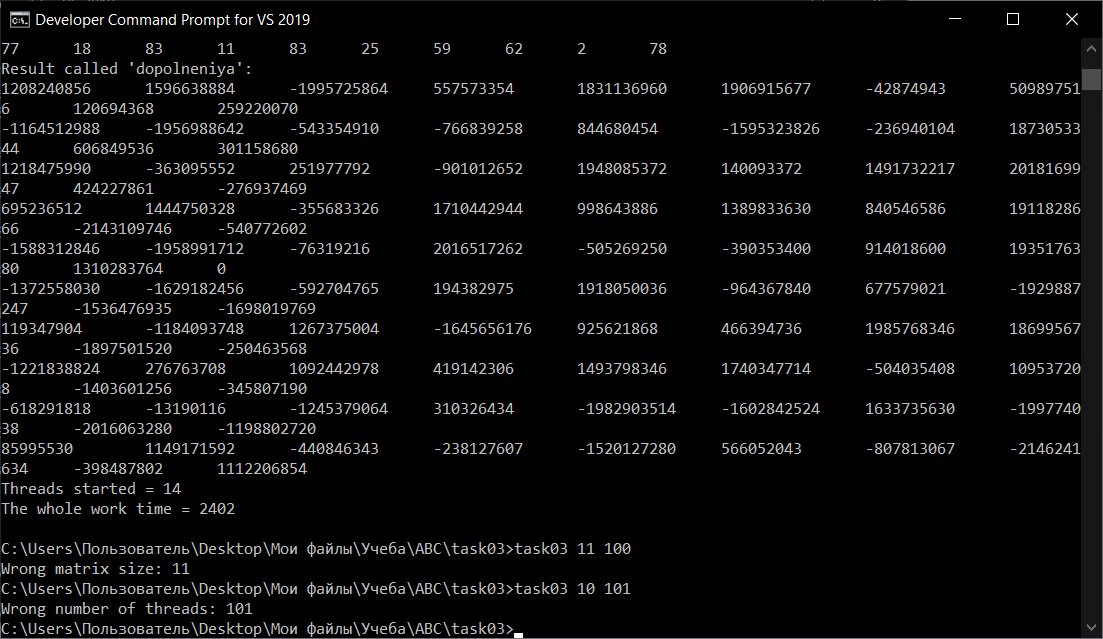 Developer Command Prompt for VS 2019
77 18 83 11 83 25 59 62 2 78
Result called 'dopolneniya':
1208240856 1596638884 -1995725864 557573354 1831136960 1906915677 -42874943 50989751
6 120694368 259220070
-1164512988 -1956988642 -543354910 -766839258 844680454 -1595323826 -236940104 18730533
44 606849536 301158680
1218475990 -363095552 251977792 -901012652 1948085372 140093372 1491732217 20181699
47 424227861 -276937469
695236512 1444750328 -355683326 1710442944 998643886 1389833630 840546586 19118286
66 -2143109746 -540772602
-1588312846 -1958991712 -76319216 2016517262 -505269250 -390353400 914018600 19351763
80 1310283764 0
-1372558030 -1629182456 -592704765 194382975 1918050036 -964367840 677579021 -1929887
247 -1536476935 -1698019769
119347904 -1184093748 1267375004 -1645656176 925621868 466394736 1985768346 18699567
36 -1897501520 -250463568
-1221838824 276763708 1092442978 419142306 1493798346 1740347714 -504035408 10953720
8 -1403601256 -345807190
-618291818 -13190116 -1245379064 310326434 -1982903514 -1602842524 1633735630 -1997740
38 -2016063280 -1198802720
85995530 1149171592 -440846343 -238127607 -1520127280 566052043 -807813067 -2146241
634 -398487802 1112206854
Threads started = 14
The whole work time = 2402
C:\Users\Пользователь\Desktop\Мои файлы\Учеба\ABC\task03>task03 11 100
Wrong matrix size: 11
C:\Users\Пользователь\Desktop\Мои файлы\Учеба\ABC\task03>task03 10 101
Wrong number of threads: 101
C:\Users\Пользователь\Desktop\Мои файлы\Учеба\ABC\task03>